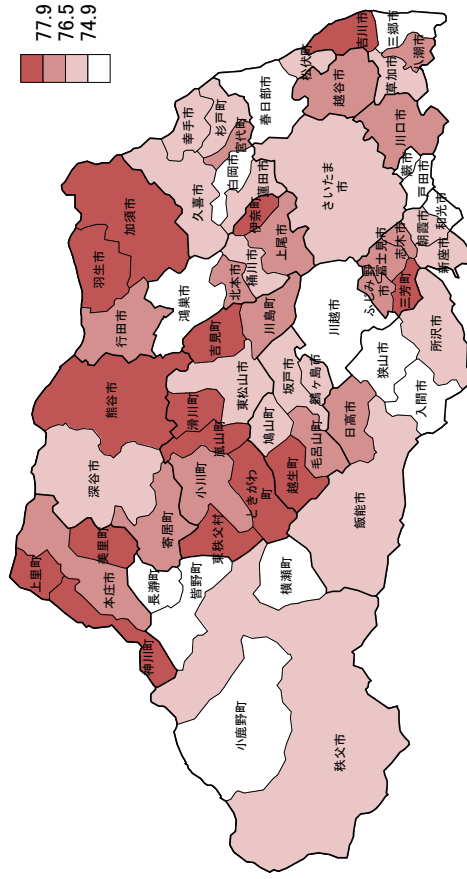 77.9
76.5
74.9
上里町
神川町
本庄市
美里町
深谷市
熊谷市
行田市
羽生市
加須市
長瀞町
皆野町
寄居町
小川町
東秩父村
嵐山町
滑川町
吉見町
鴻巣市
北本市
桶川市
久喜市
幸手市
杉戸町
宮代町
白岡市
蓮田市
伊奈町
上尾市
春日部市
松伏町
吉川市
越谷市
三郷市
八潮市
草加市
川口市
さいたま
市
蕨市
戸田市
和光市
朝霞市
新座市
志木市
富士見市
ふじみ野
市
三芳町
所沢市
川越市
狭山市
入間市
川島町
東松山市
坂戸市
鶴ヶ島市
鳩山町
毛呂山町
日高市
越生町
ときがわ
町
飯能市
横瀬町
小鹿野町
秩父市